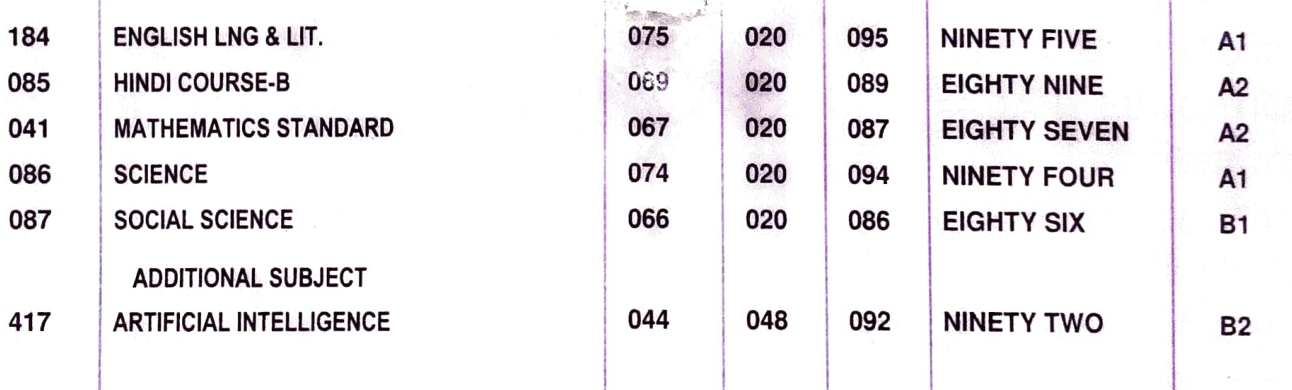 184 ENGLISH LNG & LIT. 075 020 095 NINETY FIVE A1
085 HINDI COURSE-B 069 020 089 EIGHTY NINE A2
041 MATHEMATICS STANDARD 067 020 087 EIGHTY SEVEN A2
086 SCIENCE 074 020 094 NINETY FOUR A1
087 SOCIAL SCIENCE 066 020 086 EIGHTY SIX B1
ADDITIONAL SUBJECT
417 ARTIFICIAL INTELLIGENCE 044 048 092 NINETY TWO B2